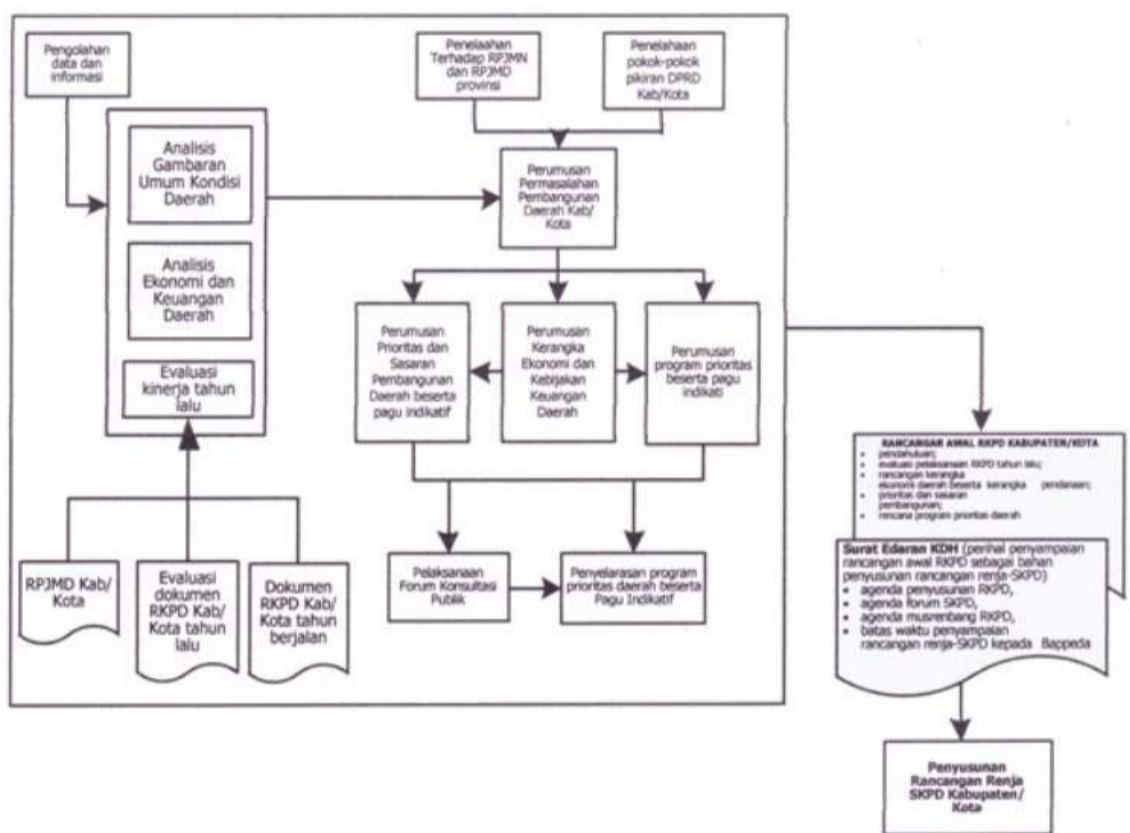 Pengolahan
data dan
informasi
Penelaahan
Terhadap RPJMN
dan RPJMD
provinsi
Penelahaan
pokok-pokok
pikiran DPRD
Kab/Kota
Analisis
Gambaran
Umum Kondisi
Daerah
Analisis
Ekonomi dan
Keuangan
Daerah
Evaluasi
kinerja tahun
lalu
Perumusan
Permasalahan
Pembangunan
Daerah Kab/
Kota
Perumusan
Prioritas dan
Sasaran
Pembangunan
Daerah beserta
pagu indikatif
Perumusan
Kerangka
Ekonomi dan
Kebijakan
Keuangan
Daerah
Perumusan
program prioritas
beserta pagu
indikati
RPJMD Kab/
Kota
Evaluasi
dokumen
RKPD Kab/
Kota tahun
lalu
Dokumen
RKPD Kab/
Kota tahun
berjalan
Pelaksanaan
Forum Konsultasi
Publik
Penyelarasan program
prioritas daerah beserta
Pagu Indikatif
RANCANGAN AWAL RKPD KABUPATEN/KOTA
• pendahuluan;
• evaluasi pelaksanaan RKPD tahun lalu;
• rancangan kerangka
ekonomi daerah beserta kerangka pendanaan;
• prioritas dan sasaran
pembangunan;
• rencana program prioritas daerah
Surat Edaran KDH (perihal penyampaian
rancangan awal RKPD sebagai bahan
penyusunan rancangan renja-SKPD)
• agenda penyusunan RKPD,
• agenda forum SKPD,
• agenda musrenbang RKPD,
• batas waktu penyampaian
rancangan renja-SKPD kepada Bappeda
Penyusunan
Rancangan Renja
SKPD Kabupaten/
Kota